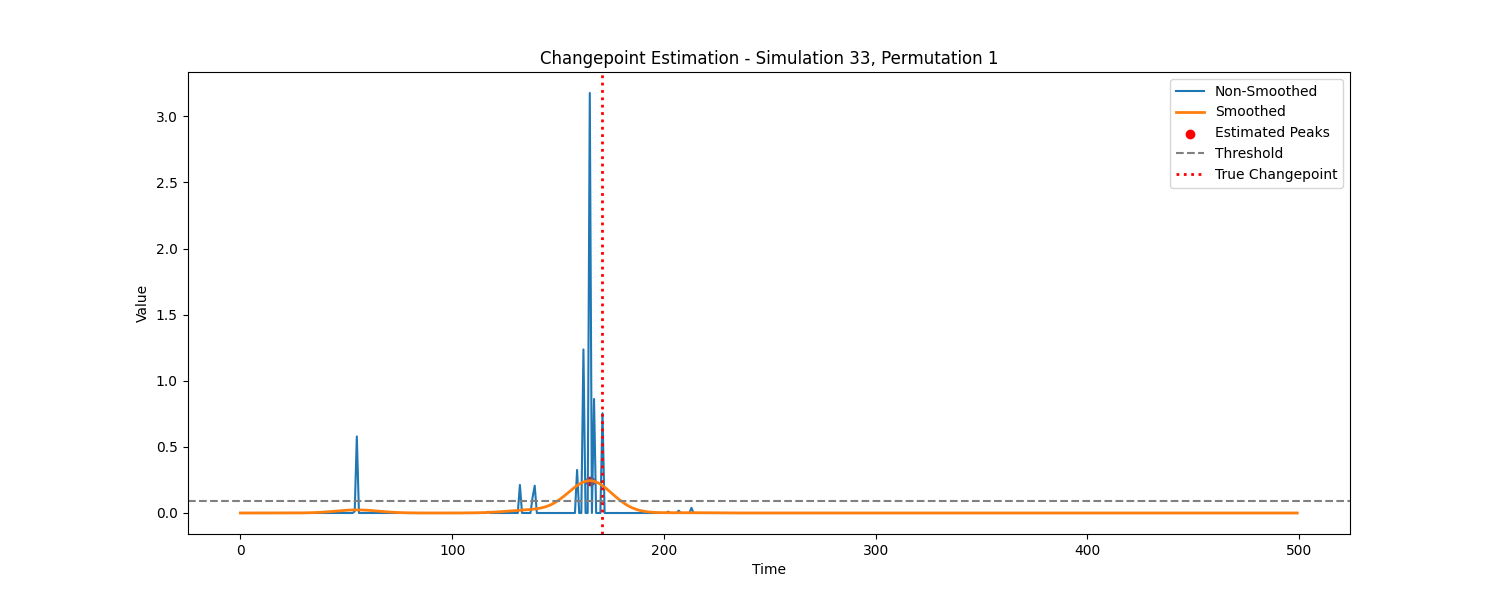 Changepoint Estimation - Simulation 33, Permutation 1
Non-Smoothed
Smoothed
Estimated Peaks
Threshold
True Changepoint
3.0
2.5
2.0
1.5
1.0
0.5
0.0
Value
0
100
200
300
400
500
Time